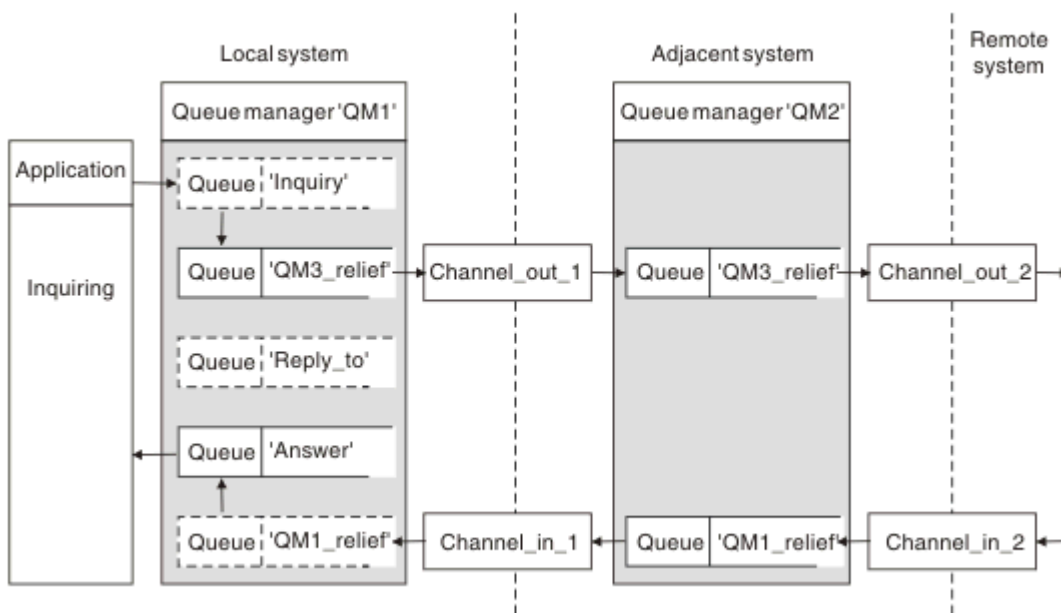 Local system
Adjacent system
Remote
system
Queue manager 'QM1'
Queue manager 'QM2'
Application
Inquiring
Queue 'Inquiry'
Queue 'QM3_relief'
Channel_out_1
Queue 'QM3_relief'
Channel_out_2
Queue 'Reply_to'
Queue 'Answer'
Queue 'QM1_relief'
Channel_in_1
Queue 'QM1_relief'
Channel_in_2